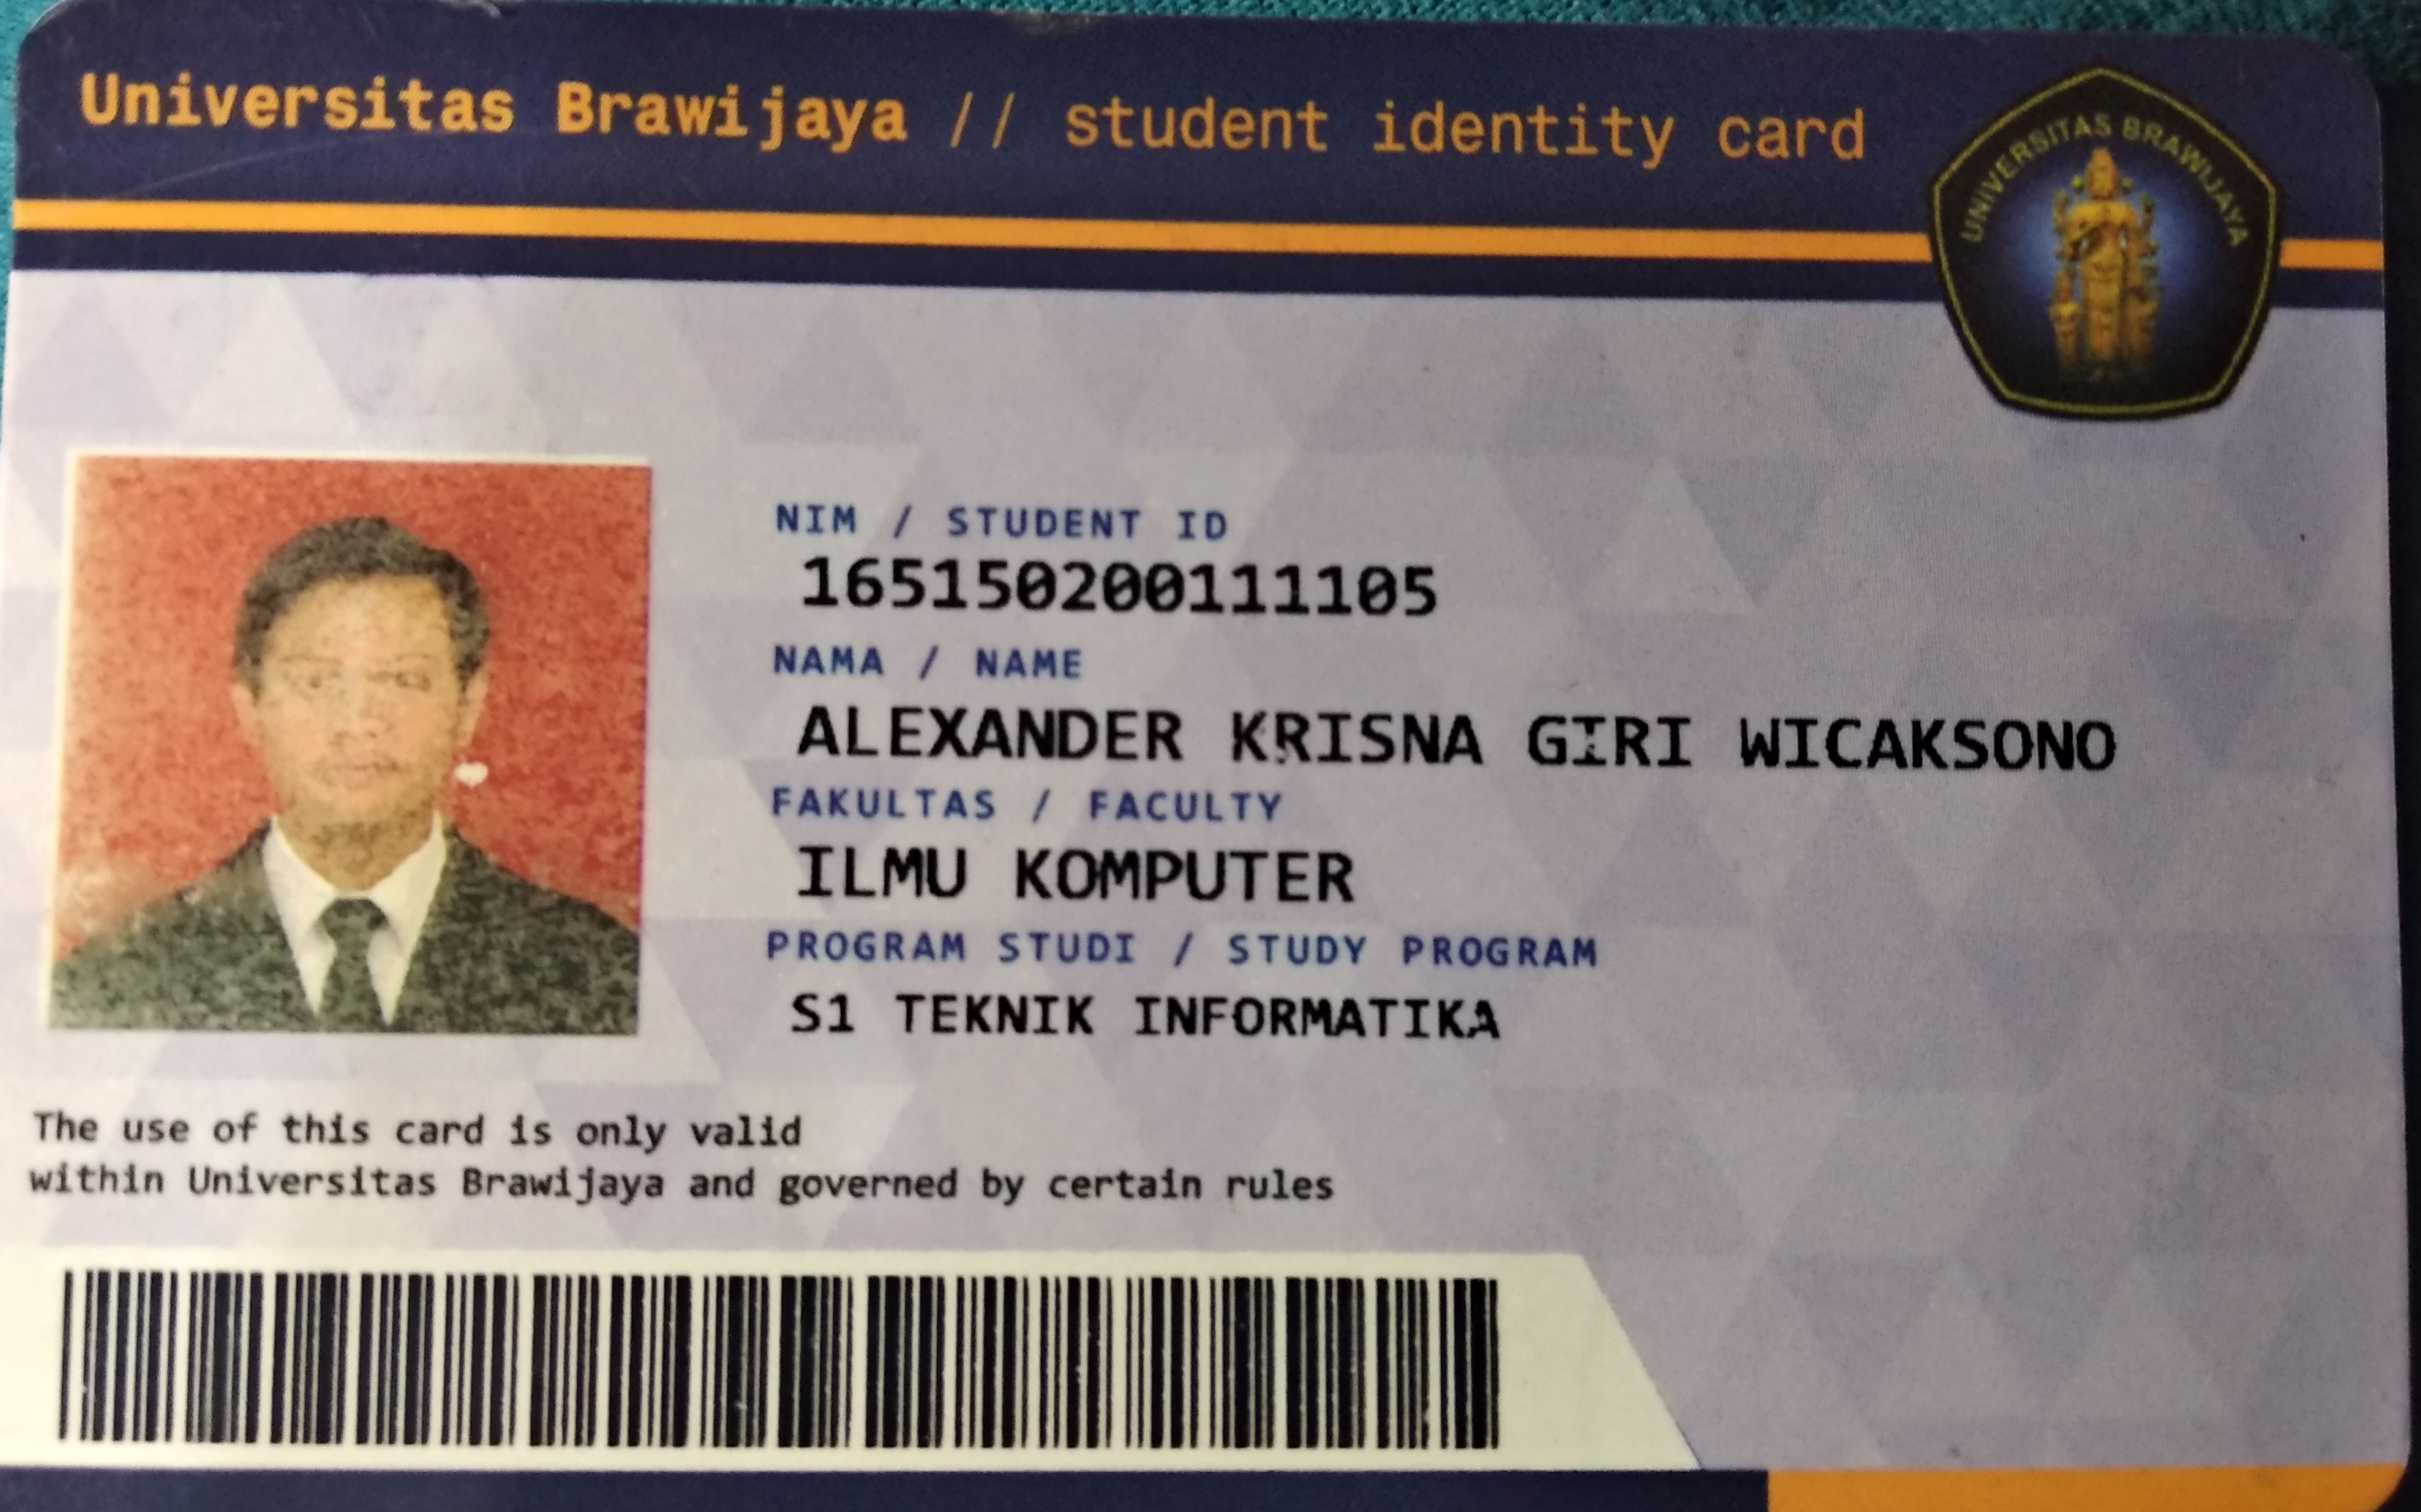 Universitas Brawijaya // student identity card
UNIVERSITAS BRAWIJAYA
NIM / STUDENT ID
165150200111105
NAMA / NAME
ALEXANDER KRISNA GIRI WICAKSONO
FAKULTAS / FACULTY
ILMU KOMPUTER
PROGRAM STUDI / STUDY PROGRAM
S1 TEKNIK INFORMATIKA
The use of this card is only valid
within Universitas Brawijaya and governed by certain rules